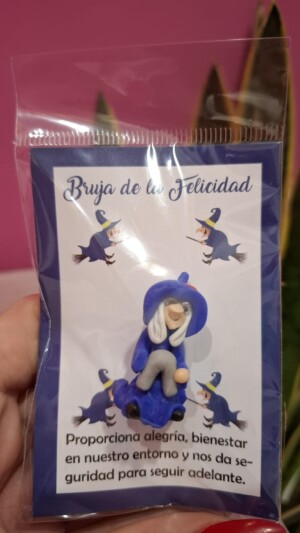 Bruja de la Felicidad
Proporciona alegría, bienestar
en nuestro entorno y nos da se-
guridad para seguir adelante.